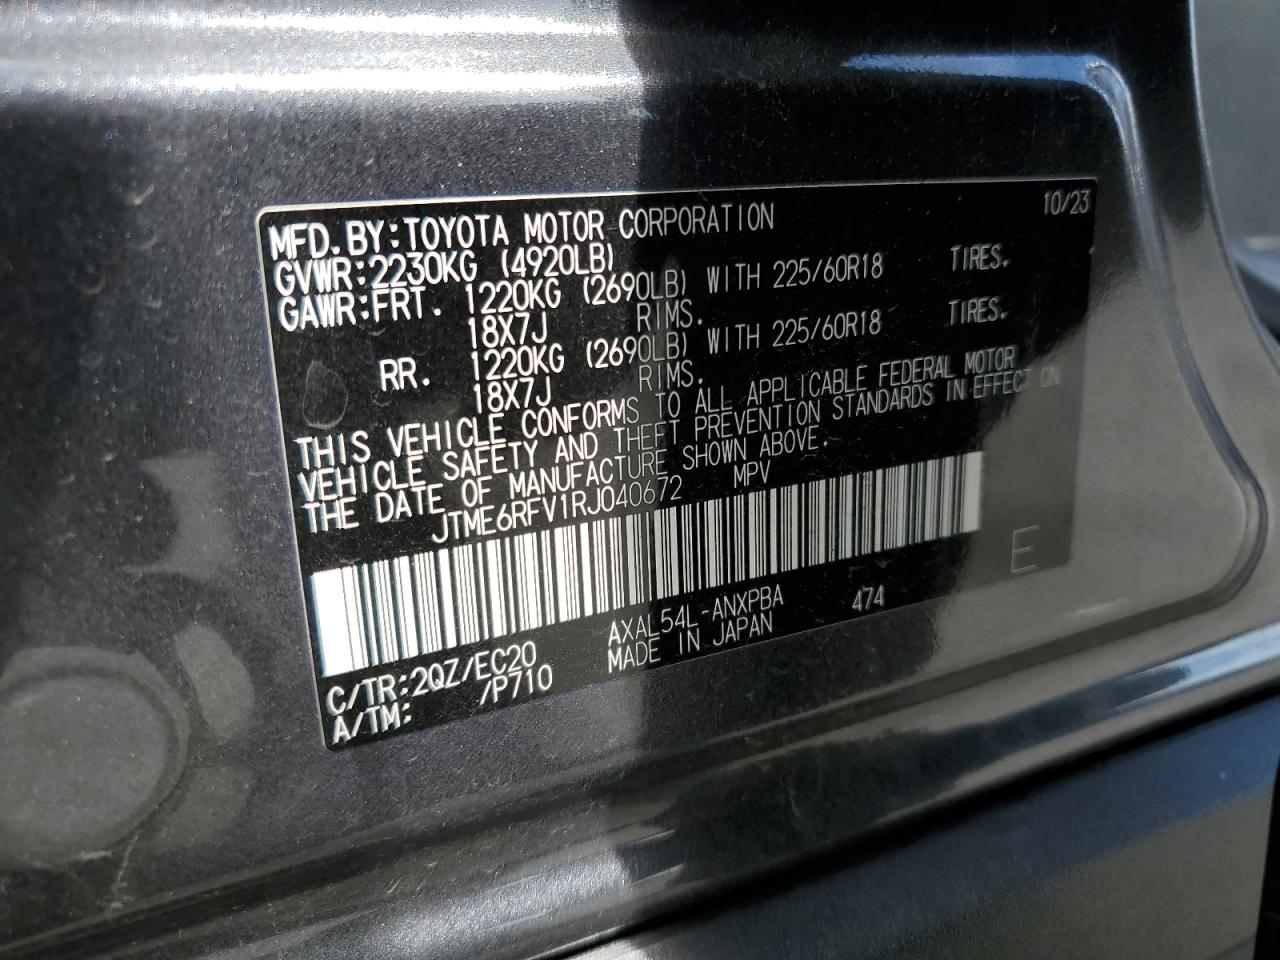 10/23
MFD. BY:TOYOTA MOTOR CORPORATION
GVWR:2230KG (4920LB)
GAWR:FRT. 1220KG (2690LB) WITH 225/60R18 TIRES.
18X7J RIMS.
RR. 1220KG (2690LB) WITH 225/60R18 TIRES.
18X7J RIMS.
THIS VEHICLE CONFORMS TO ALL APPLICABLE FEDERAL MOTOR
VEHICLE SAFETY AND THEFT PREVENTION STANDARDS IN EFFECT ON
THE DATE OF MANUFACTURE SHOWN ABOVE.
JTME6RFV1RJ040672 MPV
E
AXAL54L-ANXPBA 474
C/TR:2QZ/EC20 MADE IN JAPAN
A/TM: /P710